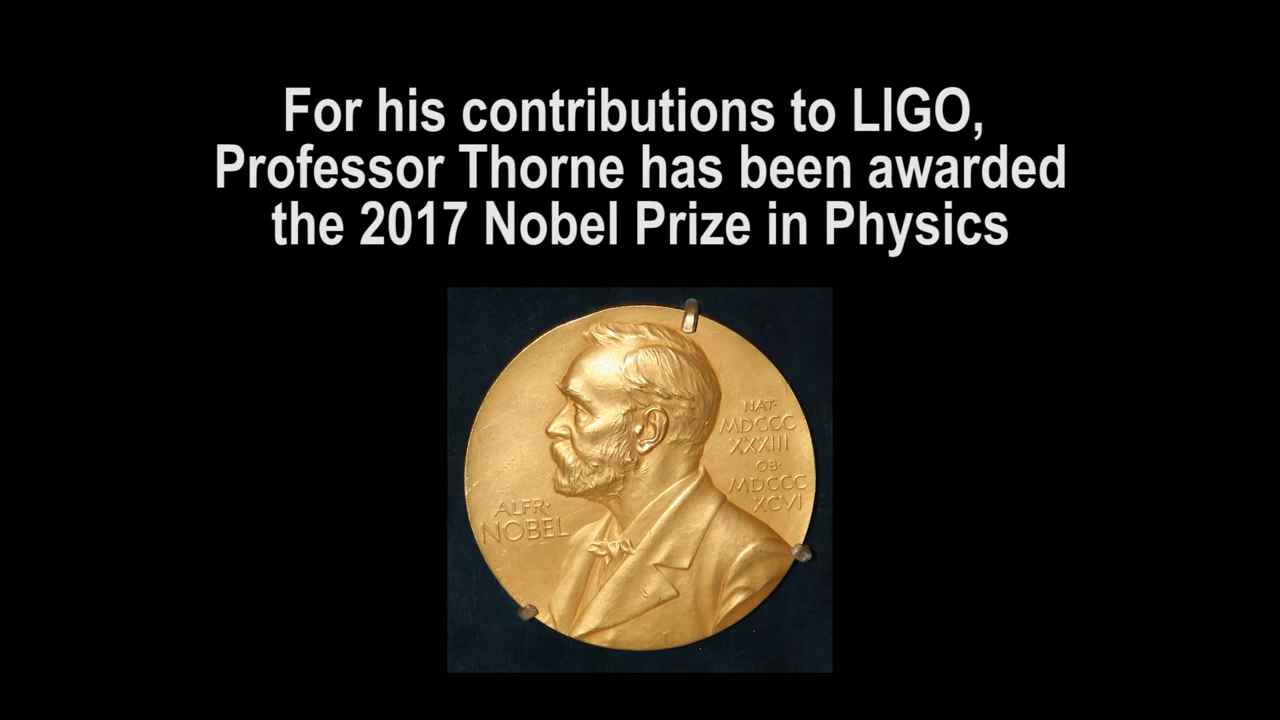 For his contributions to LIGO,
Professor Thorne has been awarded
the 2017 Nobel Prize in Physics
NAT·
MDCCC
XXXIII
OB·
MDCCC
XCVI
ALFR·
NOBEL